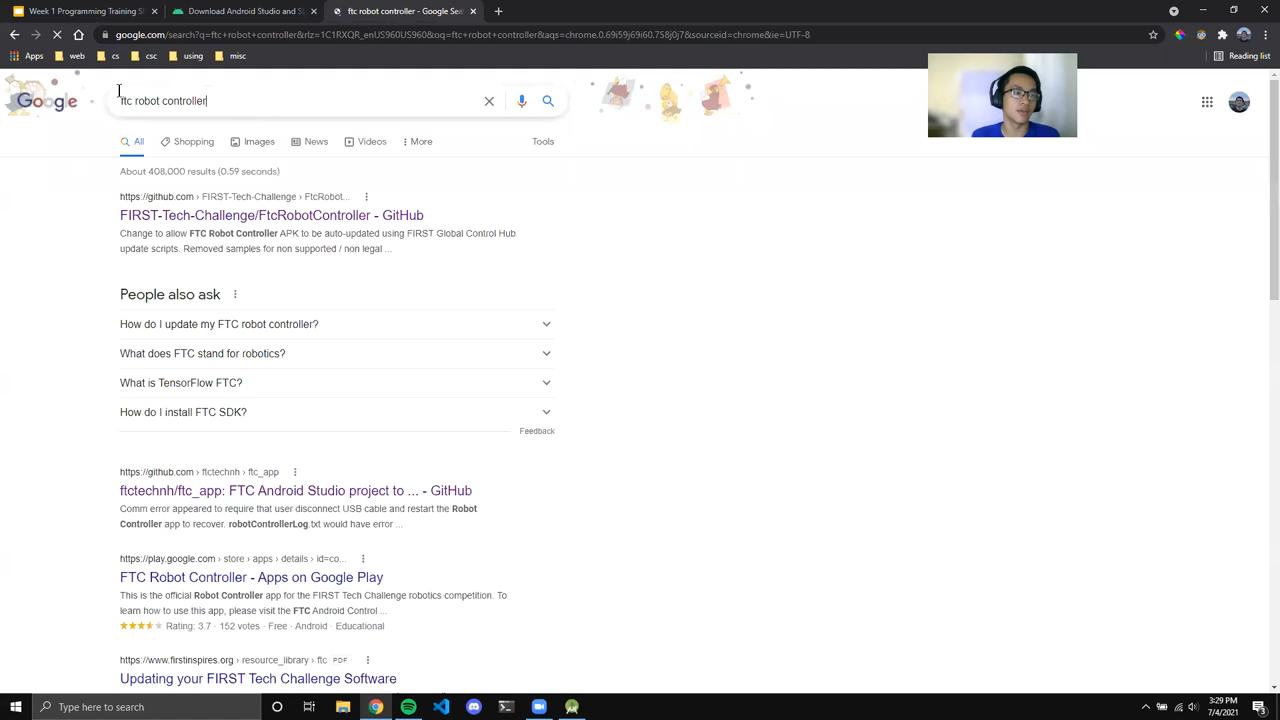 Week 1 Programming Training S
Download Android Studio and S
ftc robot controller - Google Sea
google.com/search?q=ftc+robot+controller&rlz=1C1RXQR_enUS960US960&oq=ftc+robot+controller&aqs=chrome.0.69i59j69i60.758j0j7&sourceid=chrome&ie=UTF-8
Apps
web
cs
csc
using
misc
Reading list
Google
ftc robot controller
All
Shopping
Images
News
Videos
More
Tools
About 408,000 results (0.59 seconds)
https://github.com › FIRST-Tech-Challenge › FtcRobot...
FIRST-Tech-Challenge/FtcRobotController - GitHub
Change to allow FTC Robot Controller APK to be auto-updated using FIRST Global Control Hub
update scripts. Removed samples for non supported / non legal ...
People also ask
How do I update my FTC robot controller?
What does FTC stand for robotics?
What is TensorFlow FTC?
How do I install FTC SDK?
Feedback
https://github.com › ftctechnh › ftc_app
ftctechnh/ftc_app: FTC Android Studio project to ... - GitHub
Comm error appeared to require that user disconnect USB cable and restart the Robot
Controller app to recover. robotControllerLog.txt would have error ...
https://play.google.com › store › apps › details › id=co...
FTC Robot Controller - Apps on Google Play
This is the official Robot Controller app for the FIRST Tech Challenge robotics competition. To
learn how to use this app, please visit the FTC Android Control ...
Rating: 3.7 · 152 votes · Free · Android · Educational
https://www.firstinspires.org › resource_library › ftc PDF
Updating your FIRST Tech Challenge Software
Type here to search
3:29 PM
7/4/2021
3